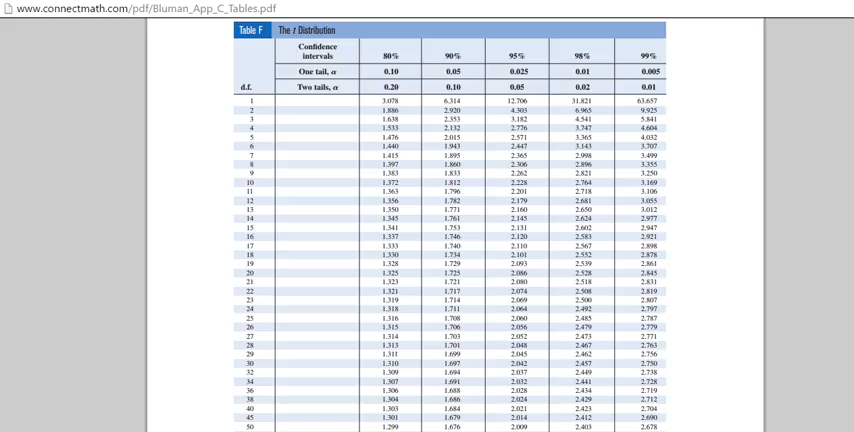 www.connectmath.com/pdf/Bluman_App_C_Tables.pdf
Table F The t Distribution
Confidence
intervals 80% 90% 95% 98% 99%
One tail, α 0.10 0.05 0.025 0.01 0.005
d.f. Two tails, α 0.20 0.10 0.05 0.02 0.01
1 3.078 6.314 12.706 31.821 63.657
2 1.886 2.920 4.303 6.965 9.925
3 1.638 2.353 3.182 4.541 5.841
4 1.533 2.132 2.776 3.747 4.604
5 1.476 2.015 2.571 3.365 4.032
6 1.440 1.943 2.447 3.143 3.707
7 1.415 1.895 2.365 2.998 3.499
8 1.397 1.860 2.306 2.896 3.355
9 1.383 1.833 2.262 2.821 3.250
10 1.372 1.812 2.228 2.764 3.169
11 1.363 1.796 2.201 2.718 3.106
12 1.356 1.782 2.179 2.681 3.055
13 1.350 1.771 2.160 2.650 3.012
14 1.345 1.761 2.145 2.624 2.977
15 1.341 1.753 2.131 2.602 2.947
16 1.337 1.746 2.120 2.583 2.921
17 1.333 1.740 2.110 2.567 2.898
18 1.330 1.734 2.101 2.552 2.878
19 1.328 1.729 2.093 2.539 2.861
20 1.325 1.725 2.086 2.528 2.845
21 1.323 1.721 2.080 2.518 2.831
22 1.321 1.717 2.074 2.508 2.819
23 1.319 1.714 2.069 2.500 2.807
24 1.318 1.711 2.064 2.492 2.797
25 1.316 1.708 2.060 2.485 2.787
26 1.315 1.706 2.056 2.479 2.779
27 1.314 1.703 2.052 2.473 2.771
28 1.313 1.701 2.048 2.467 2.763
29 1.311 1.699 2.045 2.462 2.756
30 1.310 1.697 2.042 2.457 2.750
32 1.309 1.694 2.037 2.449 2.738
34 1.307 1.691 2.032 2.441 2.728
36 1.306 1.688 2.028 2.434 2.719
38 1.304 1.686 2.024 2.429 2.712
40 1.303 1.684 2.021 2.423 2.704
45 1.301 1.679 2.014 2.412 2.690
50 1.299 1.676 2.009 2.403 2.678